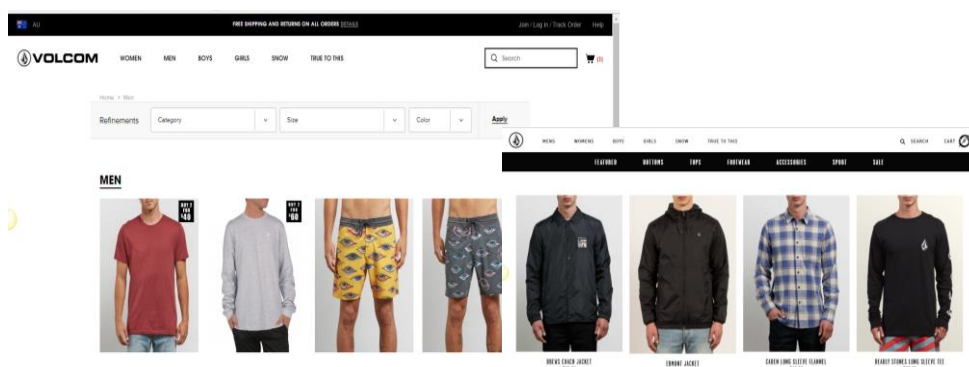 AU
FREE SHIPPING AND RETURNS ON ALL ORDERS DETAILS
Join / Log In / Track Order Help
VOLCOM WOMEN MEN BOYS GIRLS SNOW TRUE TO THIS
Search
Home > Men
Refinements Category Size Color Apply
MEN
BUY 2
FOR
$40
BUY 2
FOR
$60
MENS WOMENS BOYS GIRLS SNOW TRUE TO THIS SEARCH CART
FEATURED BOTTOMS TOPS FOOTWEAR ACCESSORIES SPORT SALE
BREWS COACH JACKET
EDMONT JACKET
CADEN LONG SLEEVE FLANNEL
DEADLY STONES LONG SLEEVE TEE